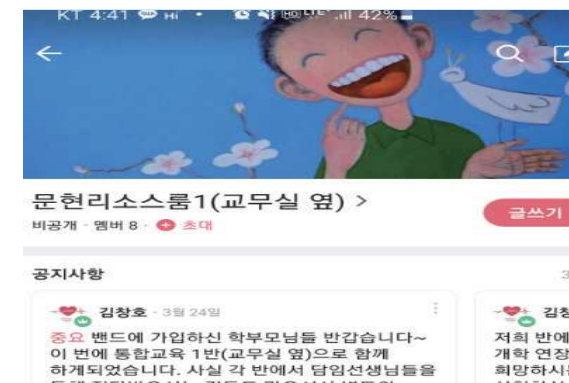 KT 4:41
42%
문현리소스룸1(교무실 옆) >
비공개 · 멤버 8 · 초대
글쓰기
공지사항
3
김창호 · 3월 24일
중요 밴드에 가입하신 학부모님들 반갑습니다~
이 번에 통합교육 1반(교무실 옆)으로 함께
하게되었습니다. 사실 각 반에서 담임선생님들을
김창
저희 반에
개학 연장